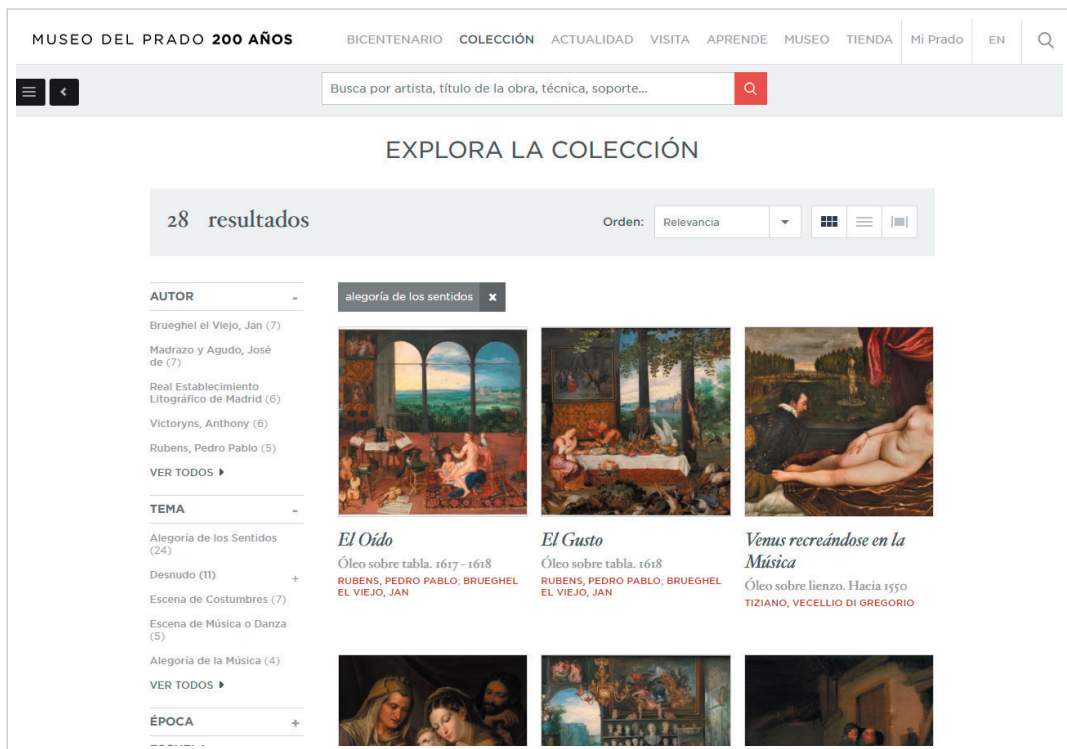 MUSEO DEL PRADO 200 AÑOS
BICENTENARIO COLECCIÓN ACTUALIDAD VISITA APRENDE MUSEO TIENDA Mi Prado EN
Busca por artista, título de la obra, técnica, soporte...
EXPLORA LA COLECCIÓN
28 resultados
Orden: Relevancia
AUTOR -
Brueghel el Viejo, Jan (7)
Madrazo y Agudo, José
de (7)
Real Establecimiento
Litográfico de Madrid (6)
Victoryns, Anthony (6)
Rubens, Pedro Pablo (5)
VER TODOS
TEMA -
Alegoría de los Sentidos
(24)
Desnudo (11) +
Escena de Costumbres (7)
Escena de Música o Danza
(5)
Alegoría de la Música (4)
VER TODOS
ÉPOCA +
alegoría de los sentidos x
El Oído
Óleo sobre tabla. 1617 - 1618
RUBENS, PEDRO PABLO; BRUEGHEL
EL VIEJO, JAN
El Gusto
Óleo sobre tabla. 1618
RUBENS, PEDRO PABLO; BRUEGHEL
EL VIEJO, JAN
Venus recreándose en la
Música
Óleo sobre lienzo. Hacia 1550
TIZIANO, VECELLIO DI GREGORIO